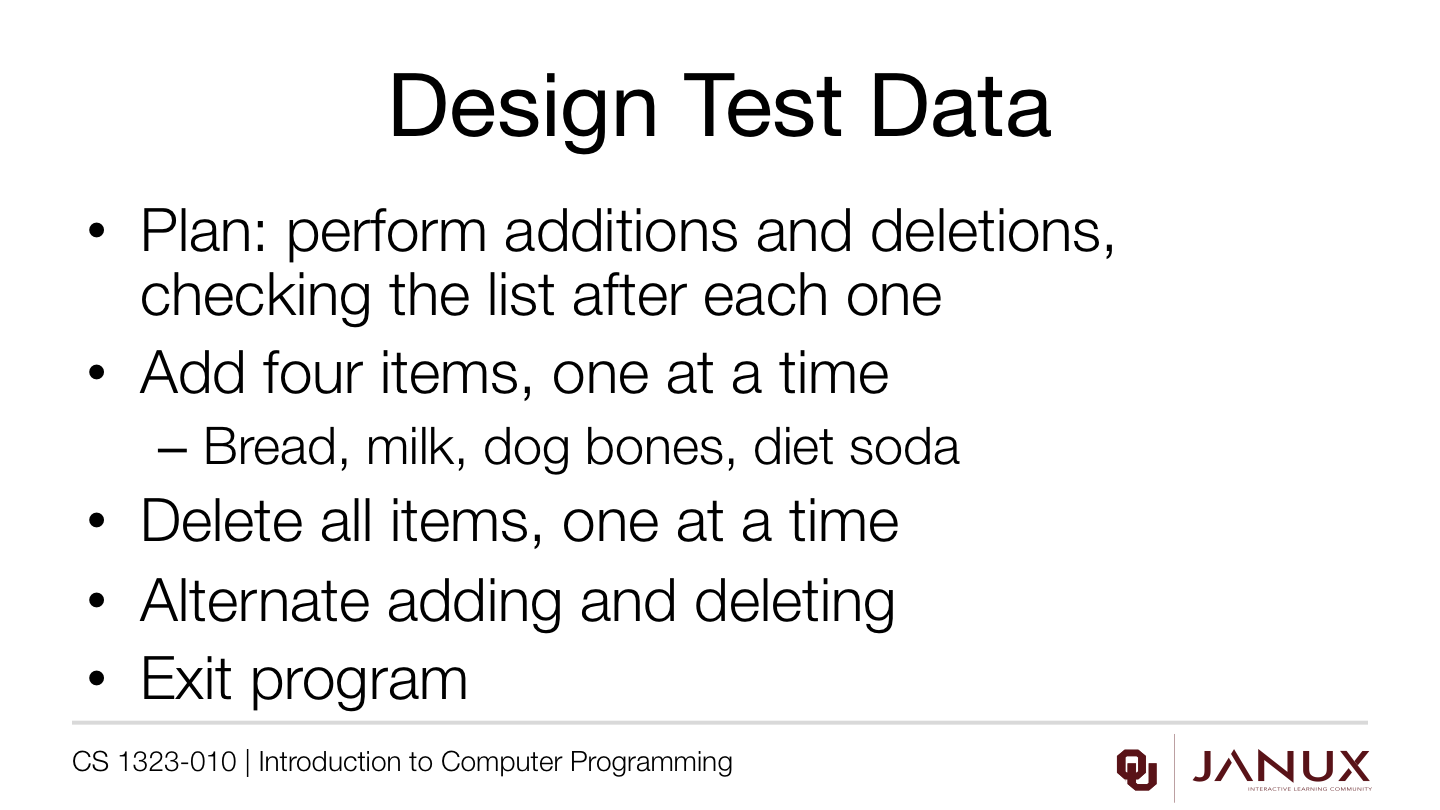 Design Test Data
• Plan: perform additions and deletions,
checking the list after each one
• Add four items, one at a time
– Bread, milk, dog bones, diet soda
• Delete all items, one at a time
• Alternate adding and deleting
• Exit program
CS 1323-010 | Introduction to Computer Programming
OU
JANUX
INTERACTIVE LEARNING COMMUNITY